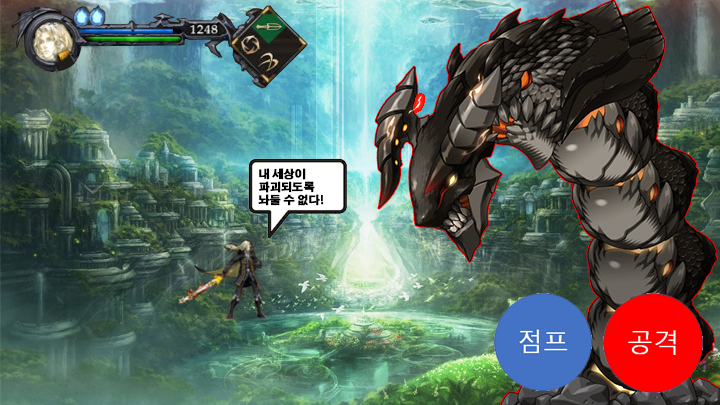 1248
내 세상이
파괴되도록
놔둘 수 없다!
점프
공격